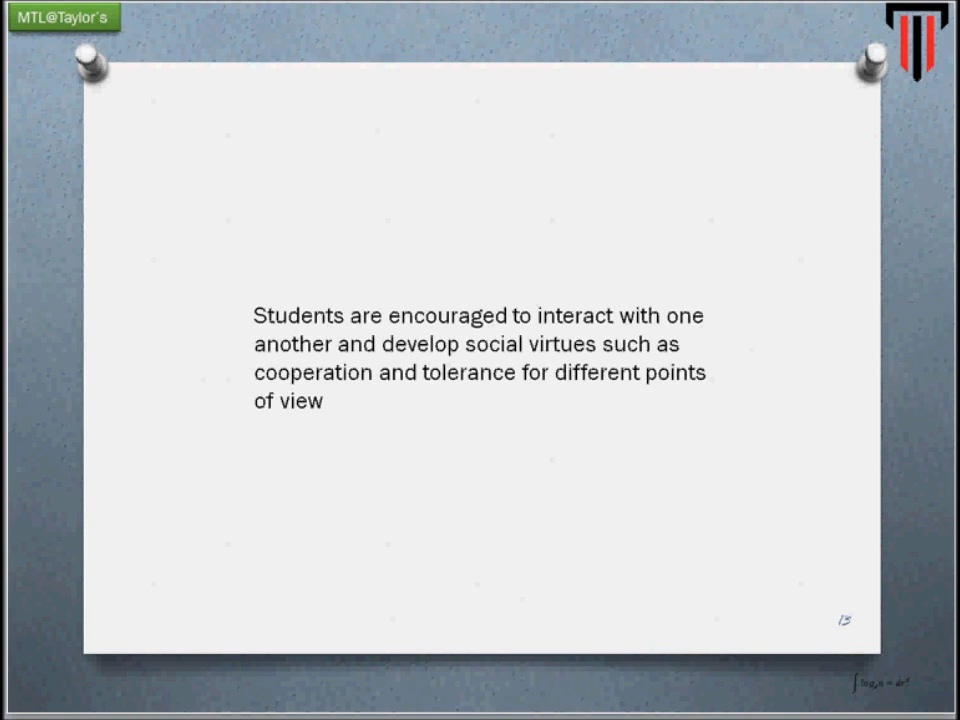 MTL@Taylor's
Students are encouraged to interact with one
another and develop social virtues such as
cooperation and tolerance for different points
of view
13